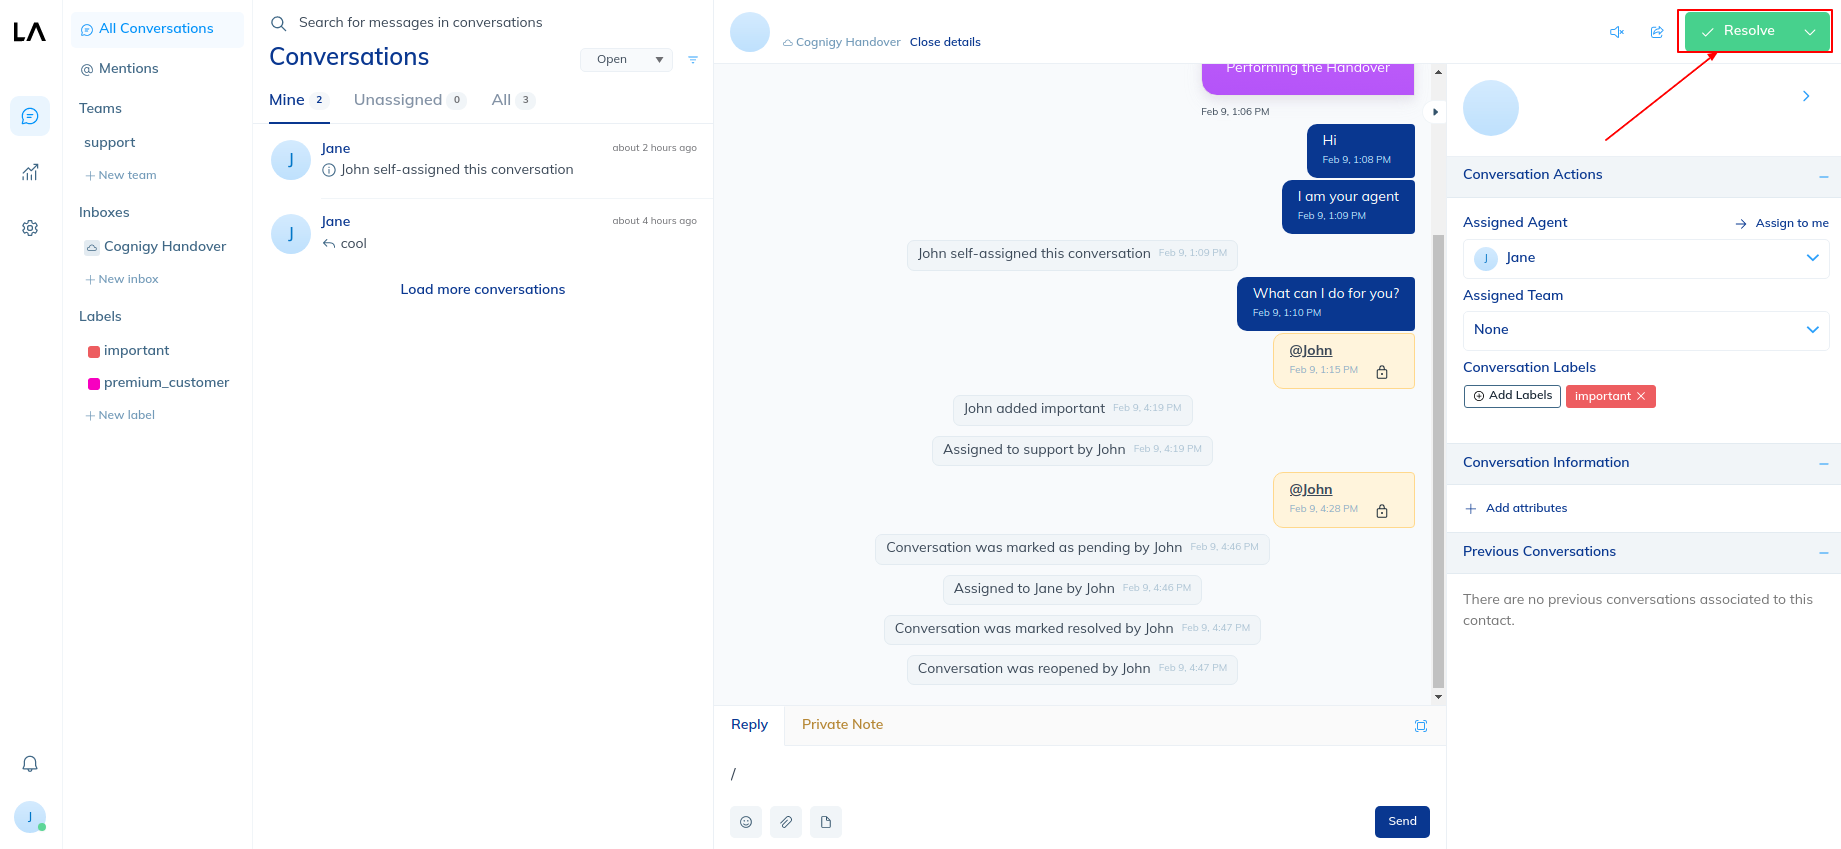 LA
All Conversations
@ Mentions
Teams
support
+ New team
Inboxes
Cognigy Handover
+ New inbox
Labels
important
premium_customer
+ New label
J
Search for messages in conversations
Conversations
Open
Mine 2 Unassigned 0 All 3
J
Jane
about 2 hours ago
John self-assigned this conversation
J
Jane
about 4 hours ago
cool
Load more conversations
Cognigy Handover Close details
Resolve
Performing the Handover
Feb 9, 1:06 PM
Hi
Feb 9, 1:08 PM
I am your agent
Feb 9, 1:09 PM
John self-assigned this conversation Feb 9, 1:09 PM
What can I do for you?
Feb 9, 1:10 PM
@John
Feb 9, 1:15 PM
John added important Feb 9, 4:19 PM
Assigned to support by John Feb 9, 4:19 PM
@John
Feb 9, 4:28 PM
Conversation was marked as pending by John Feb 9, 4:46 PM
Assigned to Jane by John Feb 9, 4:46 PM
Conversation was marked resolved by John Feb 9, 4:47 PM
Conversation was reopened by John Feb 9, 4:47 PM
Reply Private Note
/
Send
Conversation Actions
Assigned Agent
Assign to me
J Jane
Assigned Team
None
Conversation Labels
Add Labels important
Conversation Information
+ Add attributes
Previous Conversations
There are no previous conversations associated to this
contact.